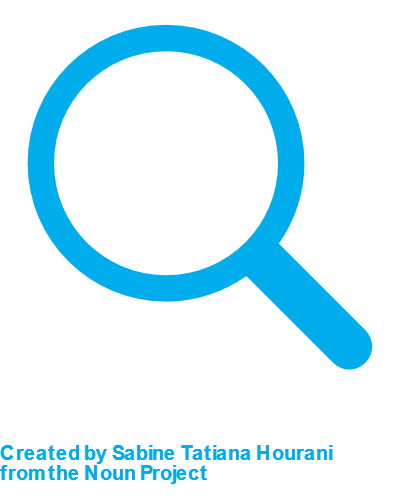 Created by Sabine Tatiana Hourani
from the Noun Project